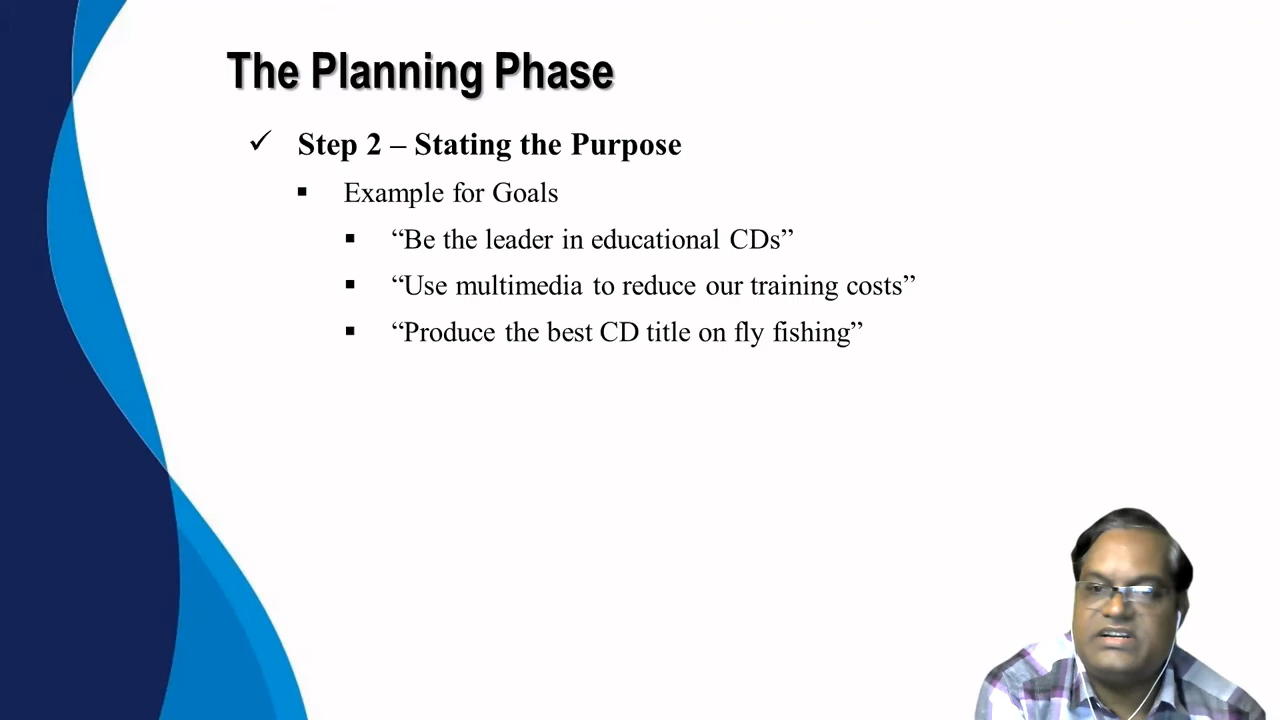 The Planning Phase
✓ Step 2 – Stating the Purpose
▪ Example for Goals
▪ “Be the leader in educational CDs”
▪ “Use multimedia to reduce our training costs”
▪ “Produce the best CD title on fly fishing”